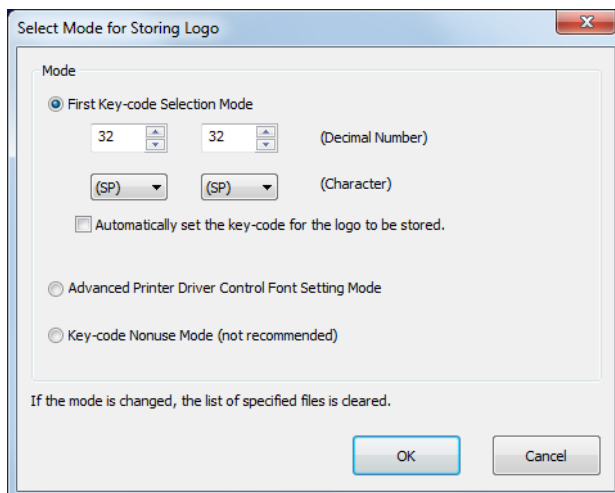 Select Mode for Storing Logo
Mode
First Key-code Selection Mode
32 32 (Decimal Number)
(SP) (SP) (Character)
Automatically set the key-code for the logo to be stored.
Advanced Printer Driver Control Font Setting Mode
Key-code Nonuse Mode (not recommended)
If the mode is changed, the list of specified files is cleared.
OK Cancel